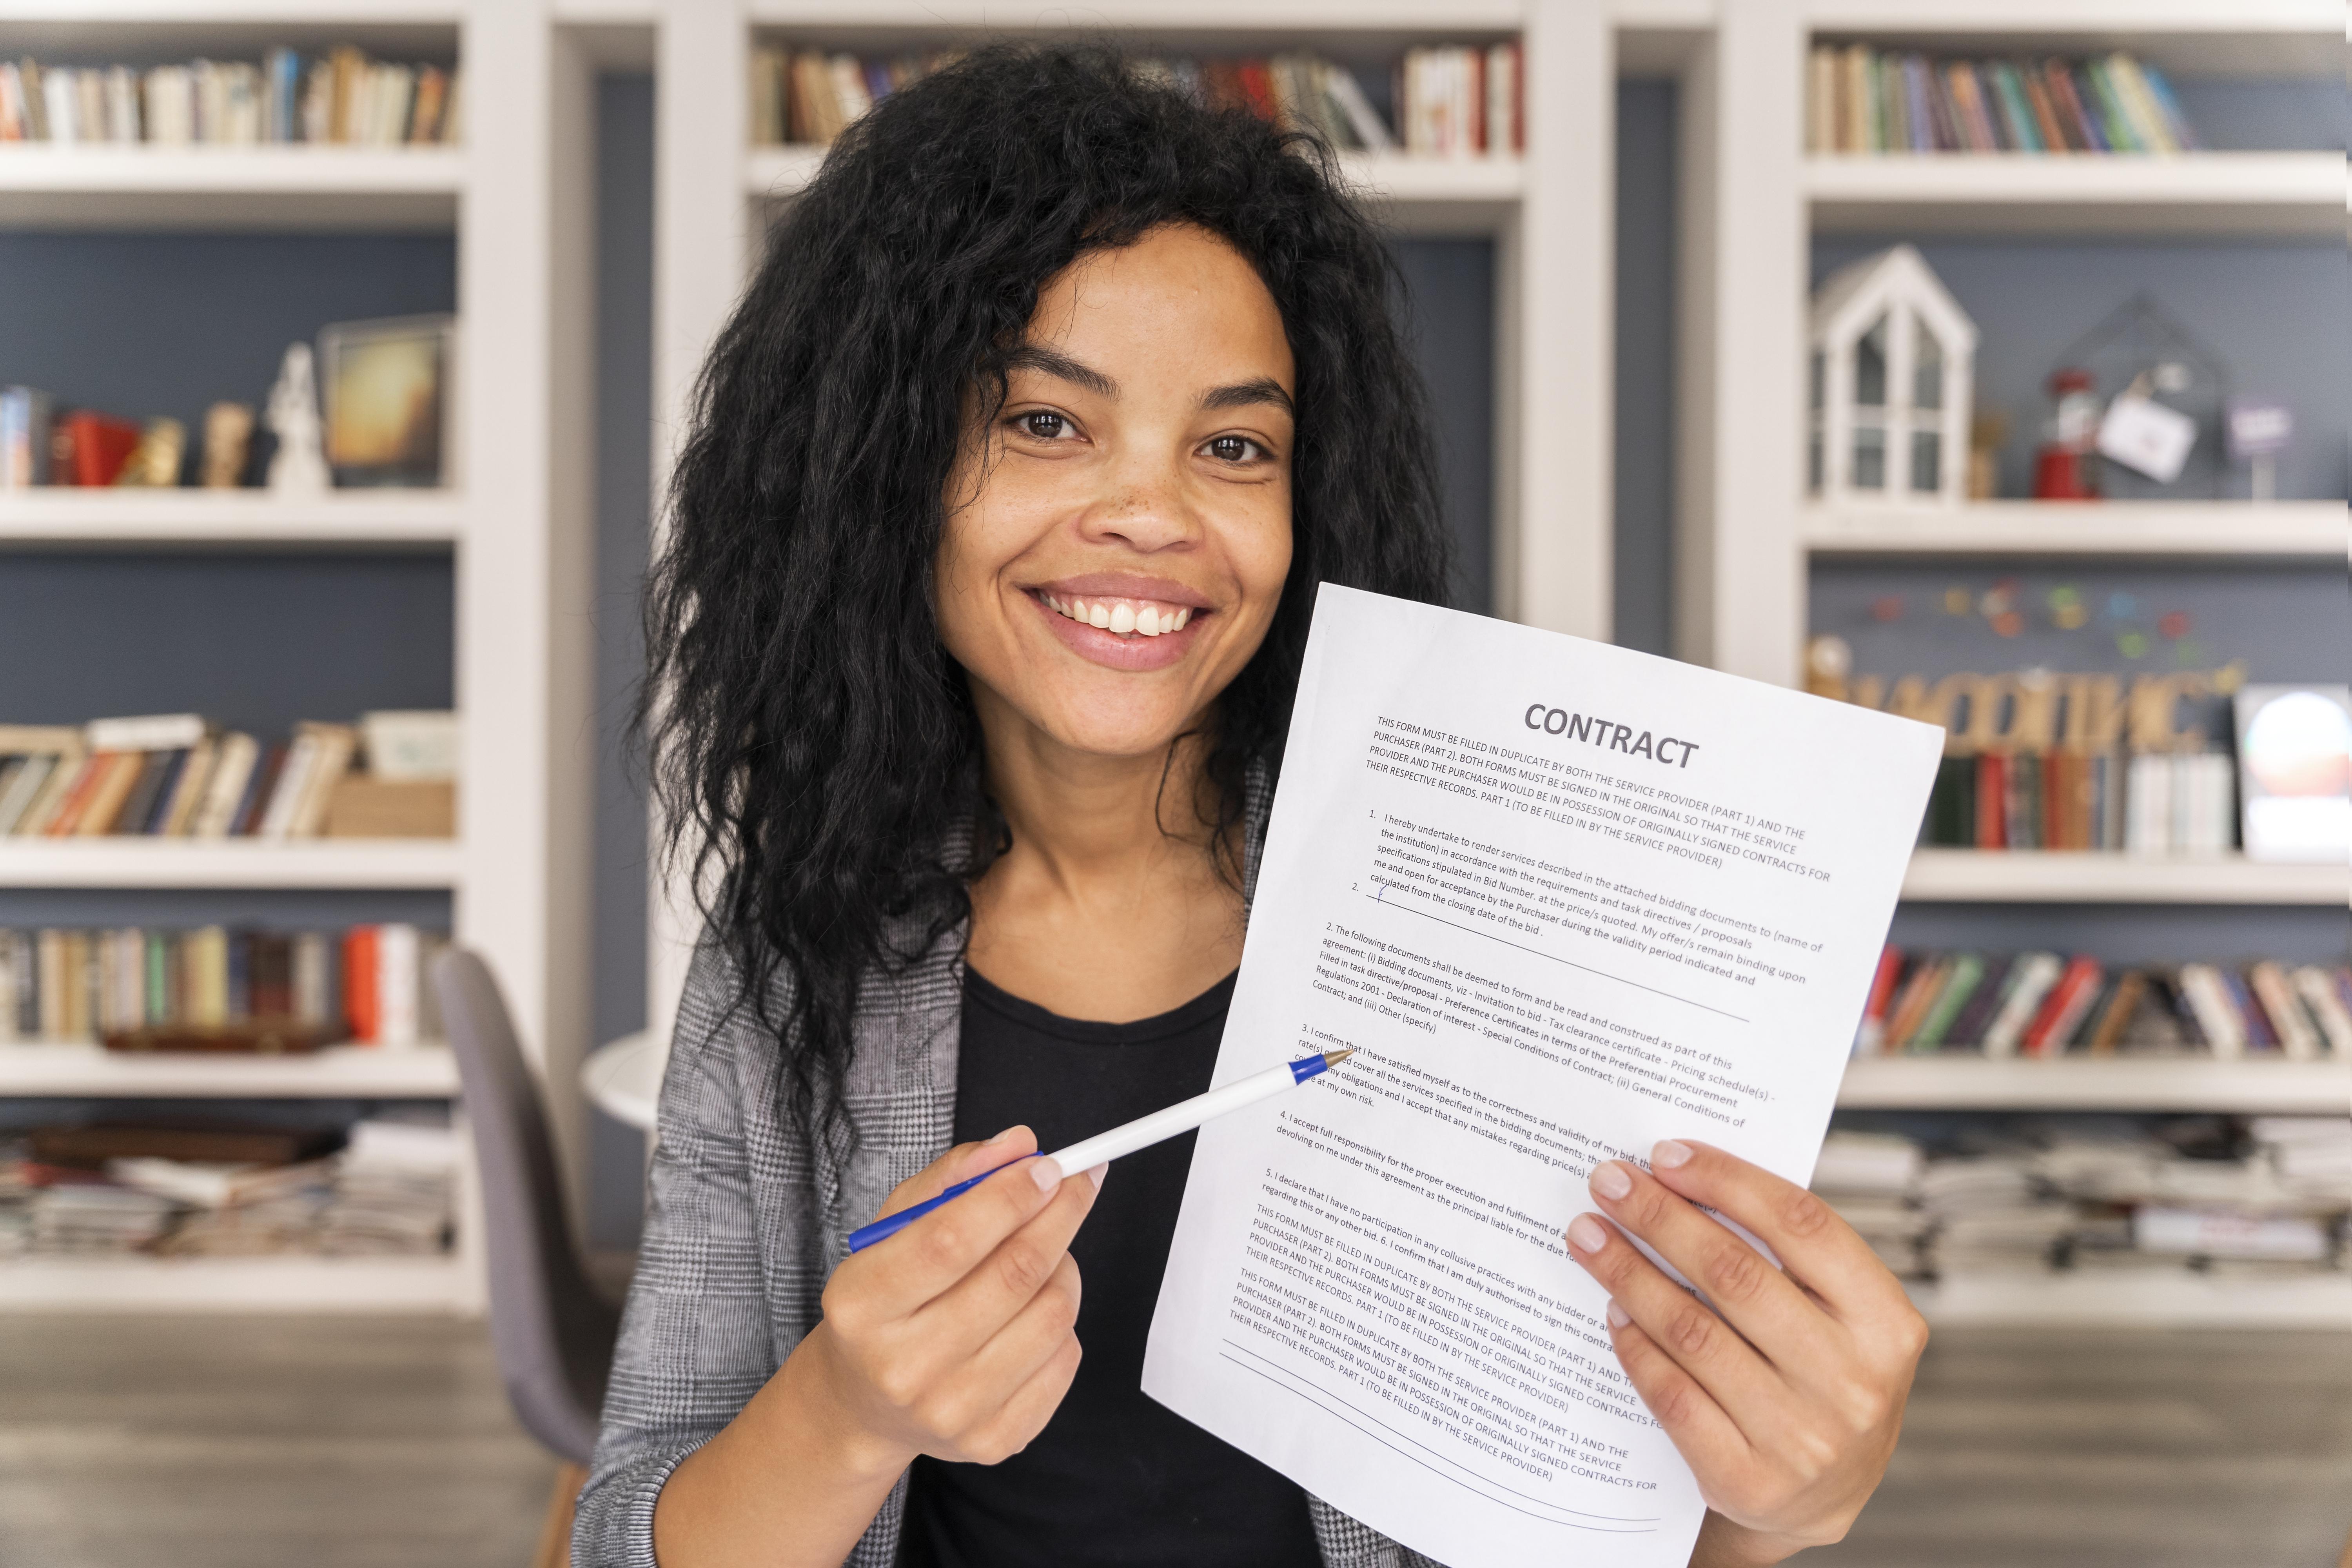 CONTRACT
THIS FORM MUST BE FILLED IN DUPLICATE BY BOTH THE SERVICE PROVIDER (PART 1) AND THE
PURCHASER (PART 2). BOTH FORMS MUST BE SIGNED IN THE ORIGINAL SO THAT THE SERVICE
PROVIDER AND THE PURCHASER WOULD BE IN POSSESSION OF ORIGINALLY SIGNED CONTRACTS FOR
THEIR RESPECTIVE RECORDS. PART 1 (TO BE FILLED IN BY THE SERVICE PROVIDER)
1. I hereby undertake to render services described in the attached bidding documents to (name of
the institution) in accordance with the requirements and task directives / proposals
specifications stipulated in Bid Number. at the price/s quoted. My offer/s remain binding upon
me and open for acceptance by the Purchaser during the validity period indicated and
calculated from the closing date of the bid .
2.
2. The following documents shall be deemed to form and be read and construed as part of this
agreement: (i) Bidding documents, viz - Invitation to bid - Tax clearance certificate - Pricing schedule(s) -
Filled in task directive/proposal - Preference Certificates in terms of the Preferential Procurement
Regulations 2001 - Declaration of interest - Special Conditions of Contract; (ii) General Conditions of
Contract; and (iii) Other (specify)
3. I confirm that I have satisfied myself as to the correctness and validity of my bid;
rate(s) cover all the services specified in the bidding documents;
my obligations and I accept that any mistakes regarding price(s)
at my own risk.
4. I accept full responsibility for the proper execution and fulfilment of
devolving on me under this agreement as the principal liable for the due
5. I declare that I have no participation in any collusive practices with any bidder or
regarding this or any other bid. 6. I confirm that I am duly authorised to sign this
THIS FORM MUST BE FILLED IN DUPLICATE BY BOTH THE SERVICE PROVIDER (PART 1) AND
PURCHASER (PART 2). BOTH FORMS MUST BE SIGNED IN THE ORIGINAL SO THAT THE SERVICE
PROVIDER AND THE PURCHASER WOULD BE IN POSSESSION OF ORIGINALLY SIGNED CONTRACTS
THEIR RESPECTIVE RECORDS. PART 1 (TO BE FILLED IN BY THE SERVICE PROVIDER)
THIS FORM MUST BE FILLED IN DUPLICATE BY BOTH THE SERVICE PROVIDER (PART 1) AND THE
PURCHASER (PART 2). BOTH FORMS MUST BE SIGNED IN THE ORIGINAL SO THAT THE SERVICE
PROVIDER AND THE PURCHASER WOULD BE IN POSSESSION OF ORIGINALLY SIGNED CONTRACTS FOR
THEIR RESPECTIVE RECORDS. PART 1 (TO BE FILLED IN BY THE SERVICE PROVIDER)